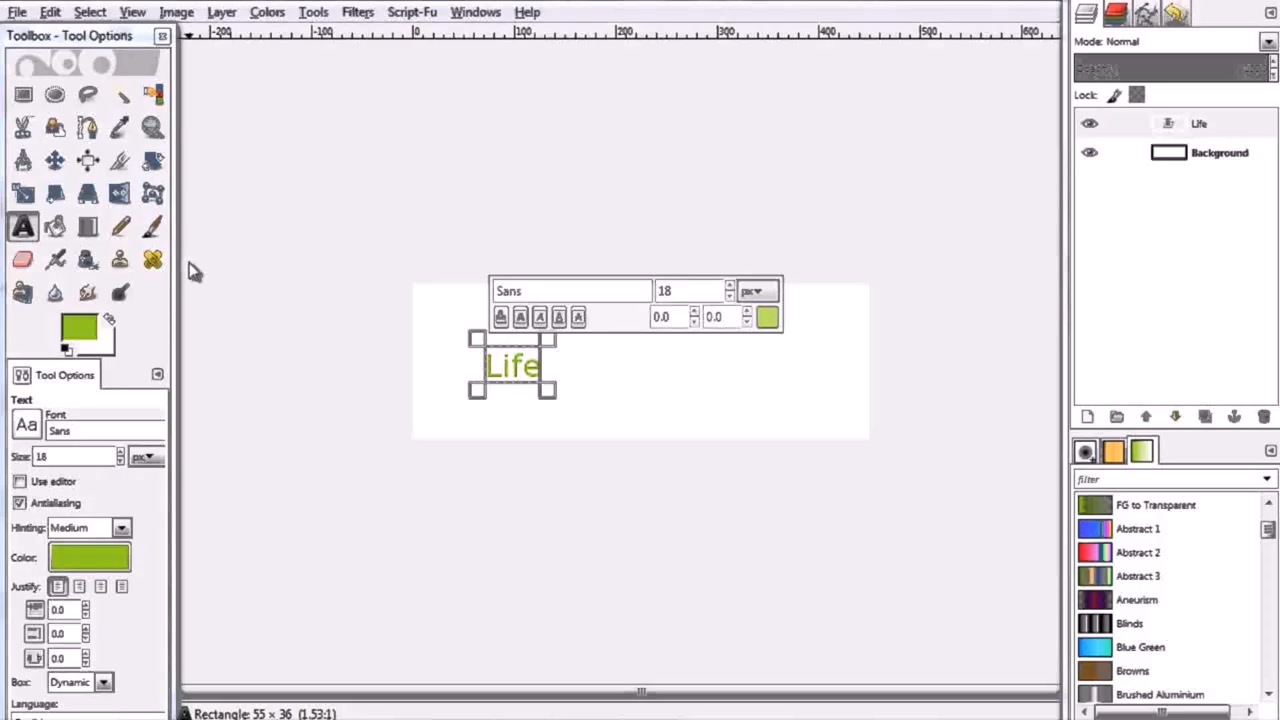 File Edit Select View Image Layer Colors Tools Filters Script-Fu Windows Help
Toolbox - Tool Options
-200 -100 0 100 200 300 400 500 600
Mode: Normal
Lock:
Life
Background
Sans 18 px
0.0 0.0
Life
Tool Options
Text
Font
Aa Sans
Size: 18 px
Use editor
Antialiasing
Hinting: Medium
Color:
Justify:
0.0
0.0
0.0
Box: Dynamic
Language:
filter
FG to Transparent
Abstract 1
Abstract 2
Abstract 3
Aneurism
Blinds
Blue Green
Browns
Brushed Aluminium
Rectangle: 55 × 36 (1.53:1)